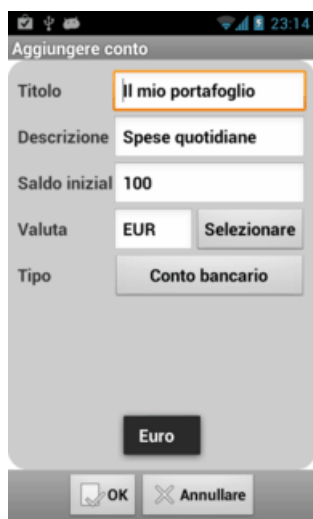 23:14
Aggiungere conto
Titolo Il mio portafoglio
Descrizione Spese quotidiane
Saldo inizial 100
Valuta EUR Selezionare
Tipo Conto bancario
Euro
OK Annullare